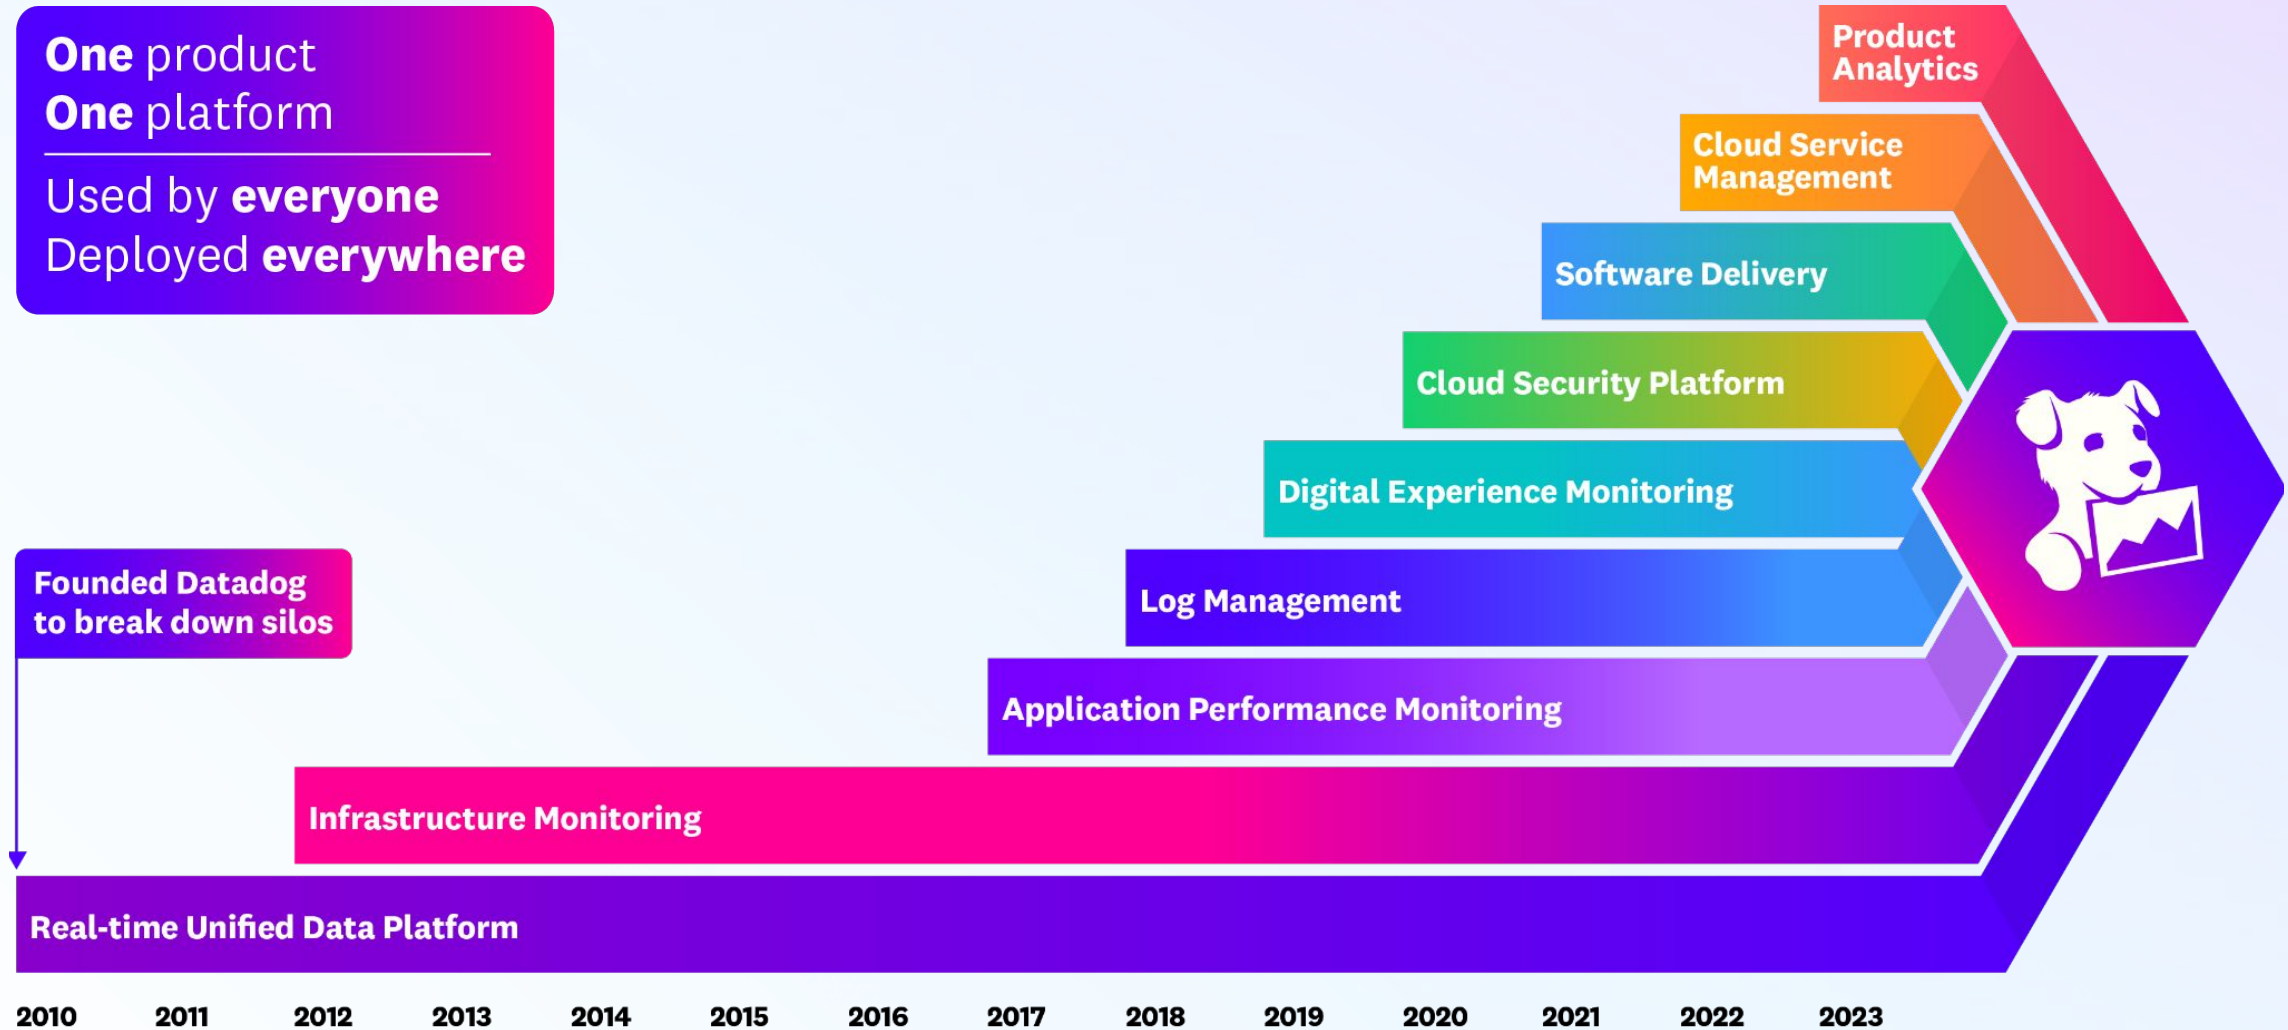 One product
One platform
Used by everyone
Deployed everywhere
Product
Analytics
Cloud Service
Management
Software Delivery
Cloud Security Platform
Digital Experience Monitoring
Founded Datadog
to break down silos
Log Management
Application Performance Monitoring
Infrastructure Monitoring
Real-time Unified Data Platform
2010 2011 2012 2013 2014 2015 2016 2017 2018 2019 2020 2021 2022 2023